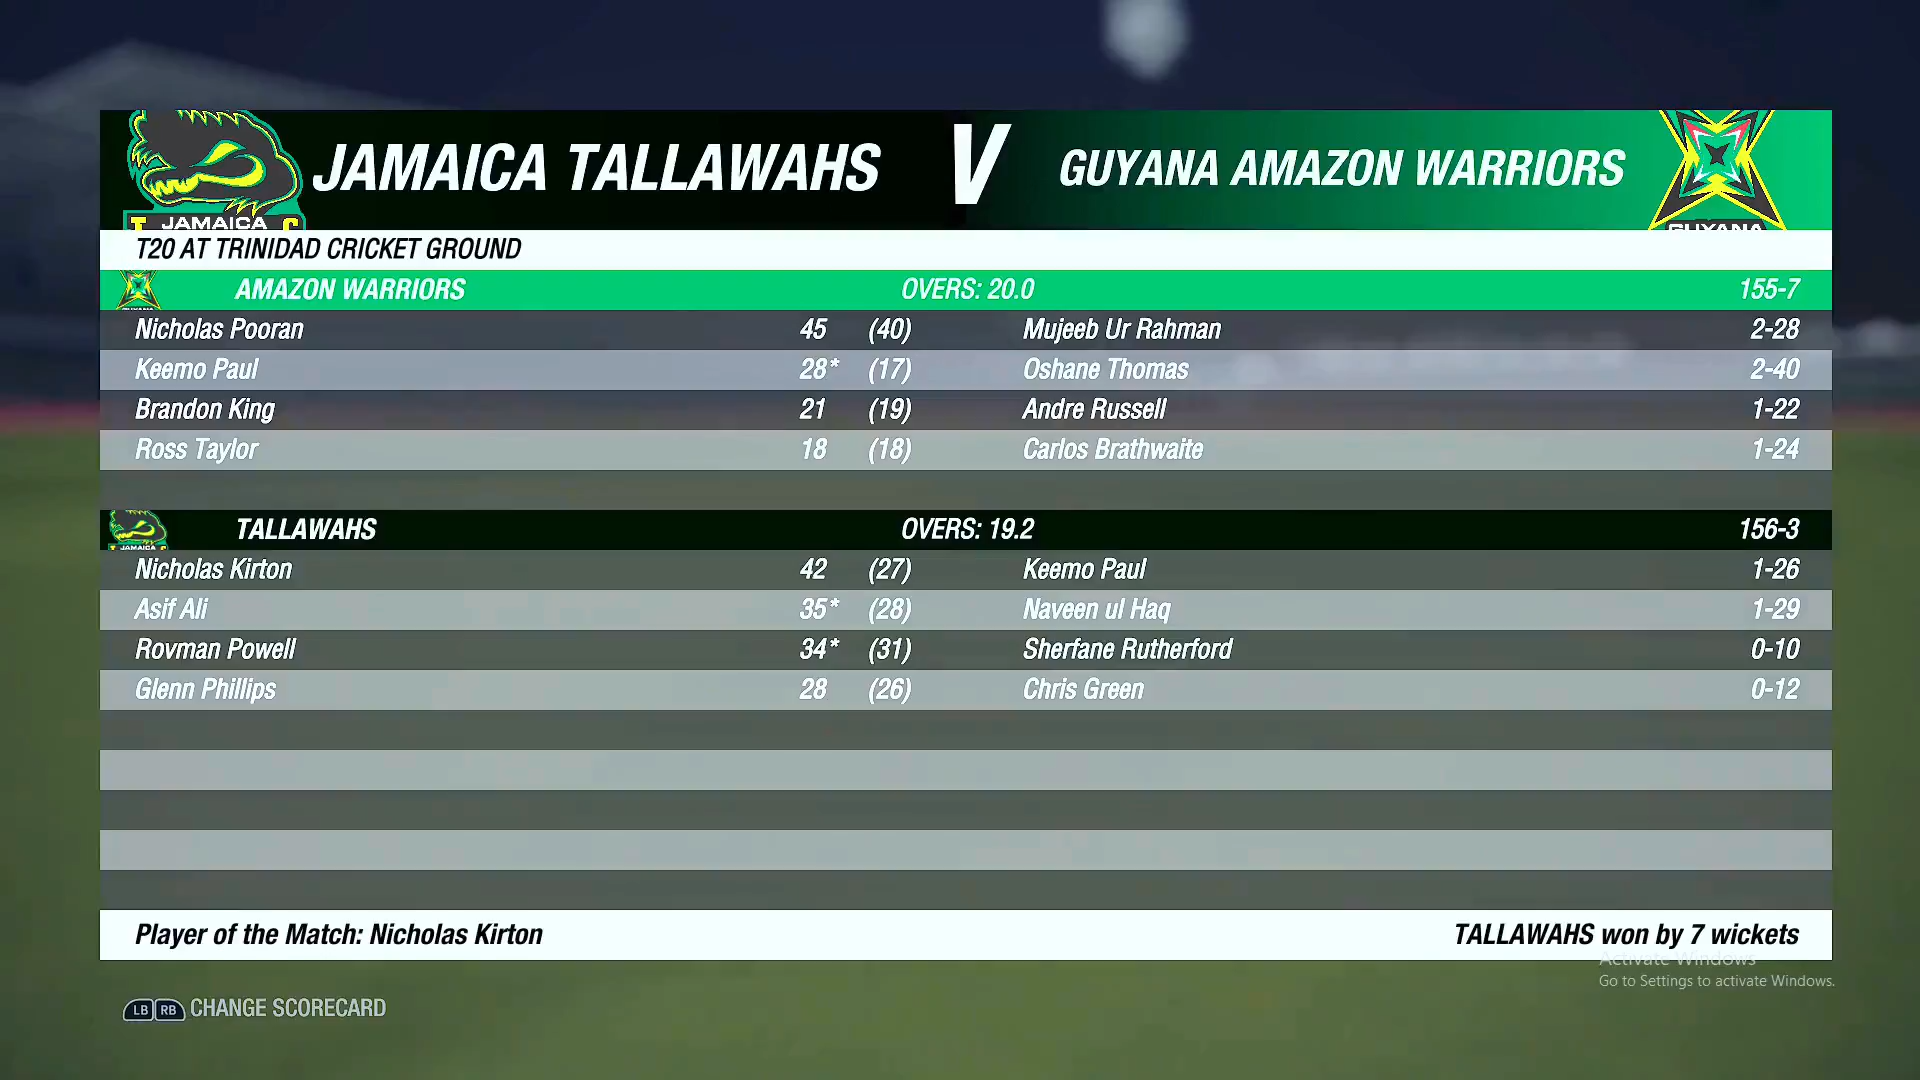 JAMAICA TALLAWAHS V GUYANA AMAZON WARRIORS
T JAMAICA C
GUYANA
T20 AT TRINIDAD CRICKET GROUND
AMAZON WARRIORS OVERS: 20.0 155-7
Nicholas Pooran 45 (40) Mujeeb Ur Rahman 2-28
Keemo Paul 28* (17) Oshane Thomas 2-40
Brandon King 21 (19) Andre Russell 1-22
Ross Taylor 18 (18) Carlos Brathwaite 1-24
JAMAICA
TALLAWAHS OVERS: 19.2 156-3
Nicholas Kirton 42 (27) Keemo Paul 1-26
Asif Ali 35* (28) Naveen ul Haq 1-29
Rovman Powell 34* (31) Sherfane Rutherford 0-10
Glenn Phillips 28 (26) Chris Green 0-12
Player of the Match: Nicholas Kirton TALLAWAHS won by 7 wickets
Activate Windows
Go to Settings to activate Windows.
LB RB CHANGE SCORECARD